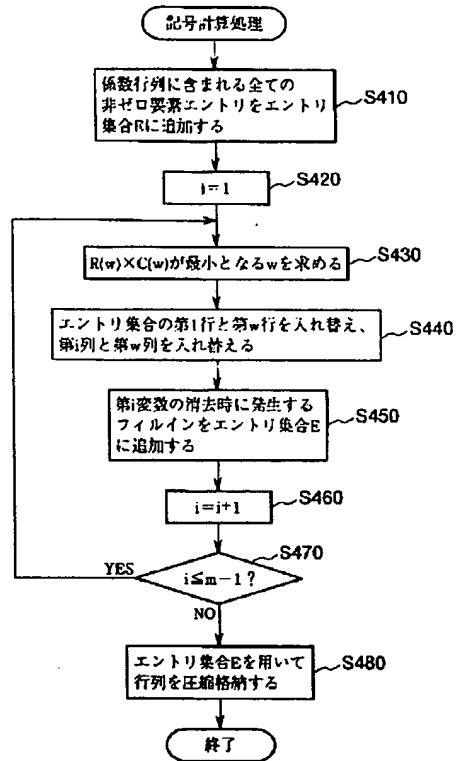 記号計算処理
係数行列に含まれる全ての
非ゼロ要素エントリをエントリ
集合Rに追加する
S410
i=1
S420
R(w)×C(w)が最小となるwを求める
S430
エントリ集合の第1行と第w行を入れ替え、
第i列と第w列を入れ替える
S440
第i変数の消去時に発生する
フィルインをエントリ集合E
に追加する
S450
i=i+1
S460
S470
YES
i≦m-1?
NO
エントリ集合Eを用いて
行列を圧縮格納する
S480
終了